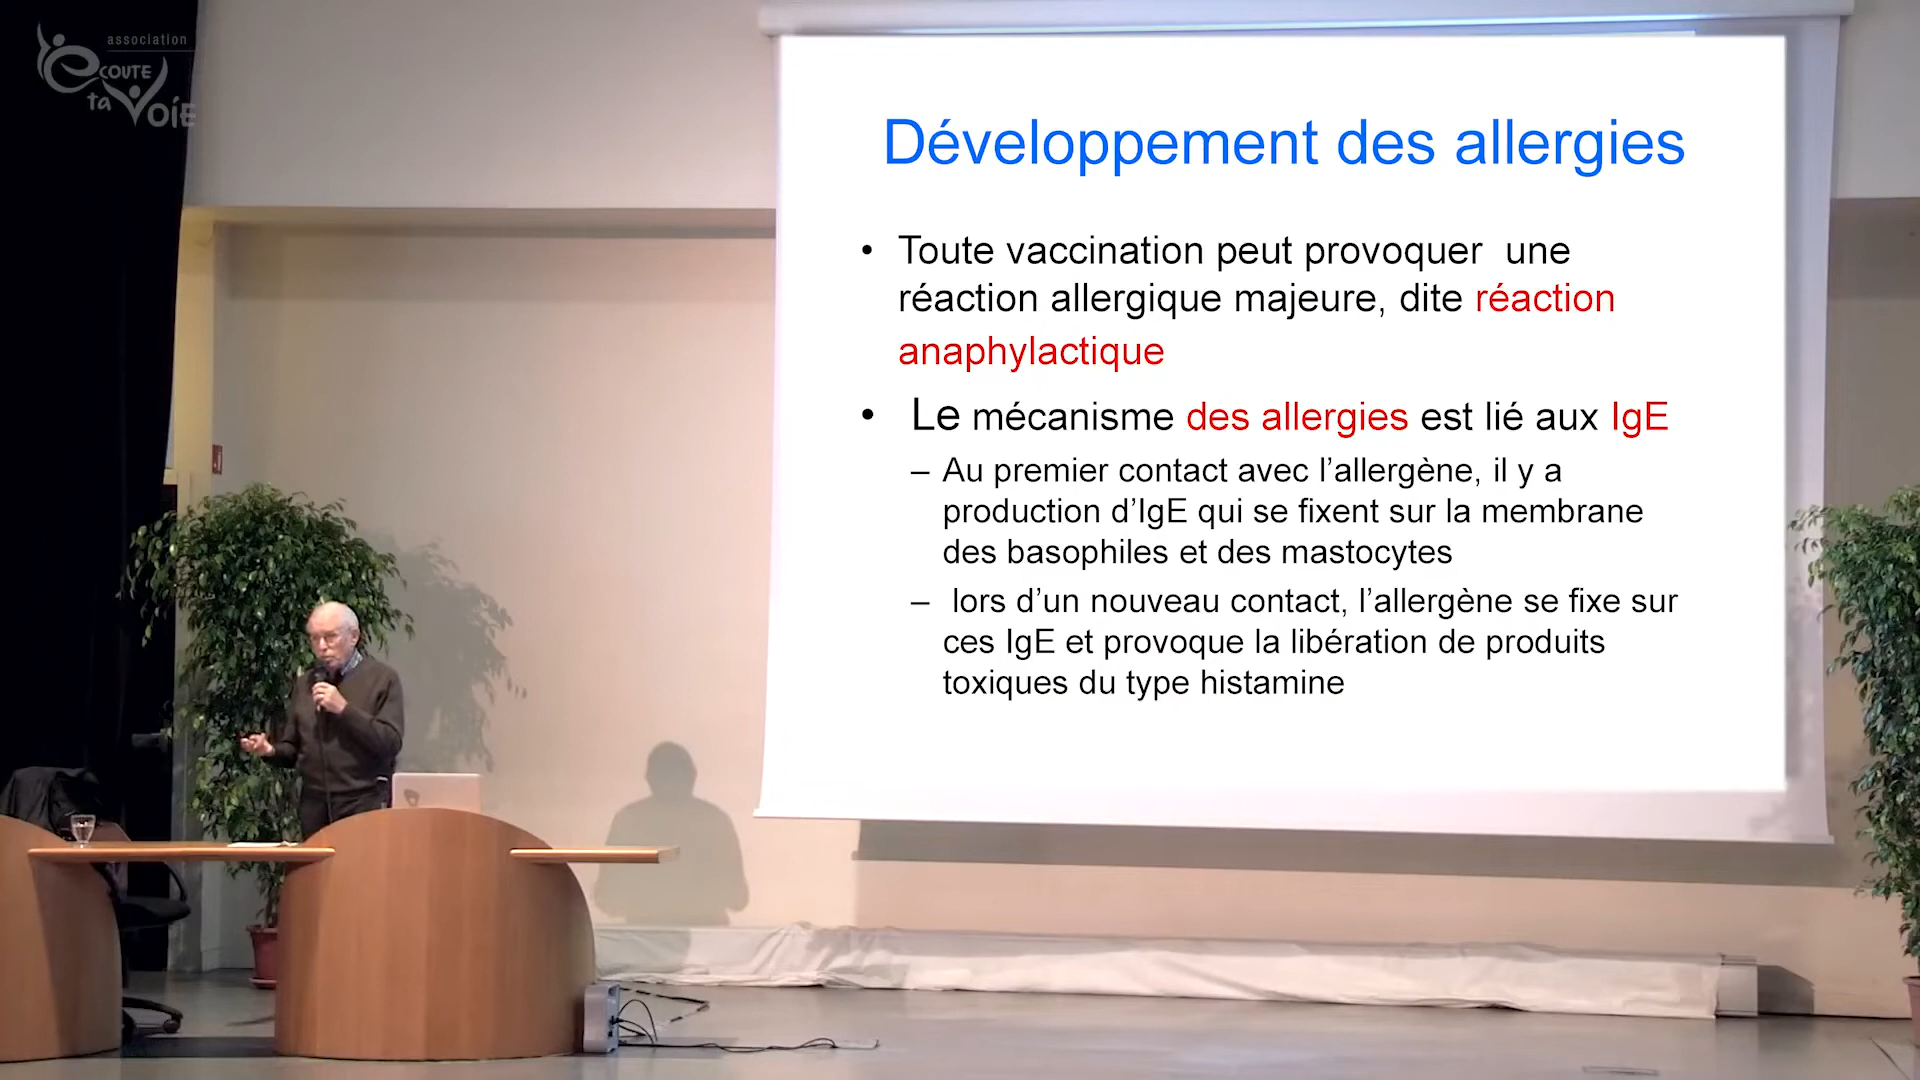 association
écoute
ta voie
Développement des allergies
• Toute vaccination peut provoquer une
réaction allergique majeure, dite réaction
anaphylactique
• Le mécanisme des allergies est lié aux IgE
– Au premier contact avec l’allergène, il y a
production d’IgE qui se fixent sur la membrane
des basophiles et des mastocytes
– lors d’un nouveau contact, l’allergène se fixe sur
ces IgE et provoque la libération de produits
toxiques du type histamine